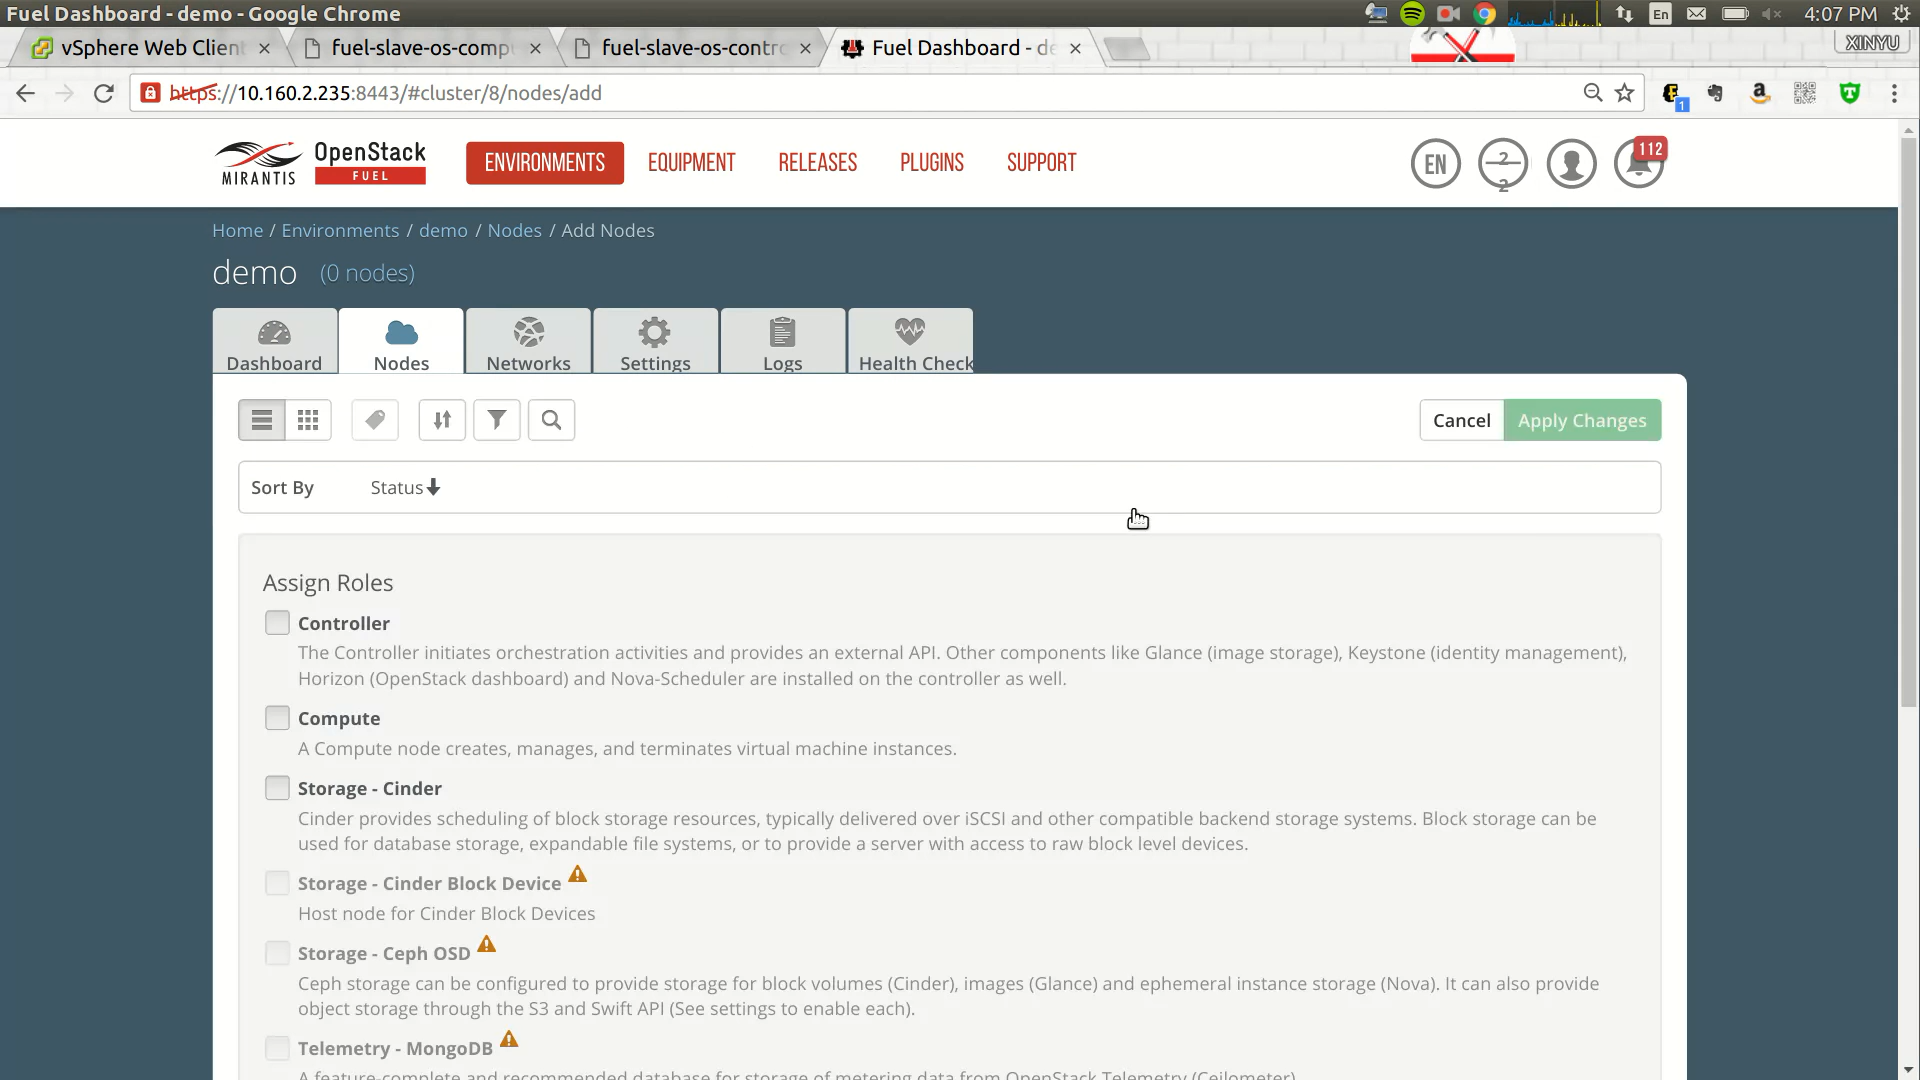 Fuel Dashboard - demo - Google Chrome
En
4:07 PM
vSphere Web Client
fuel-slave-os-comp
fuel-slave-os-contro
Fuel Dashboard - de
XINYU
https://10.160.2.235:8443/#cluster/8/nodes/add
1
MIRANTIS
OpenStack
FUEL
ENVIRONMENTS
EQUIPMENT
RELEASES
PLUGINS
SUPPORT
EN
2
2
112
Home / Environments / demo / Nodes / Add Nodes
demo (0 nodes)
Dashboard
Nodes
Networks
Settings
Logs
Health Check
Cancel
Apply Changes
Sort By
Status
Assign Roles
Controller
The Controller initiates orchestration activities and provides an external API. Other components like Glance (image storage), Keystone (identity management),
Horizon (OpenStack dashboard) and Nova-Scheduler are installed on the controller as well.
Compute
A Compute node creates, manages, and terminates virtual machine instances.
Storage - Cinder
Cinder provides scheduling of block storage resources, typically delivered over iSCSI and other compatible backend storage systems. Block storage can be
used for database storage, expandable file systems, or to provide a server with access to raw block level devices.
Storage - Cinder Block Device
Host node for Cinder Block Devices
Storage - Ceph OSD
Ceph storage can be configured to provide storage for block volumes (Cinder), images (Glance) and ephemeral instance storage (Nova). It can also provide
object storage through the S3 and Swift API (See settings to enable each).
Telemetry - MongoDB
A feature-complete and recommended database for storage of metering data from OpenStack Telemetry (Ceilometer)